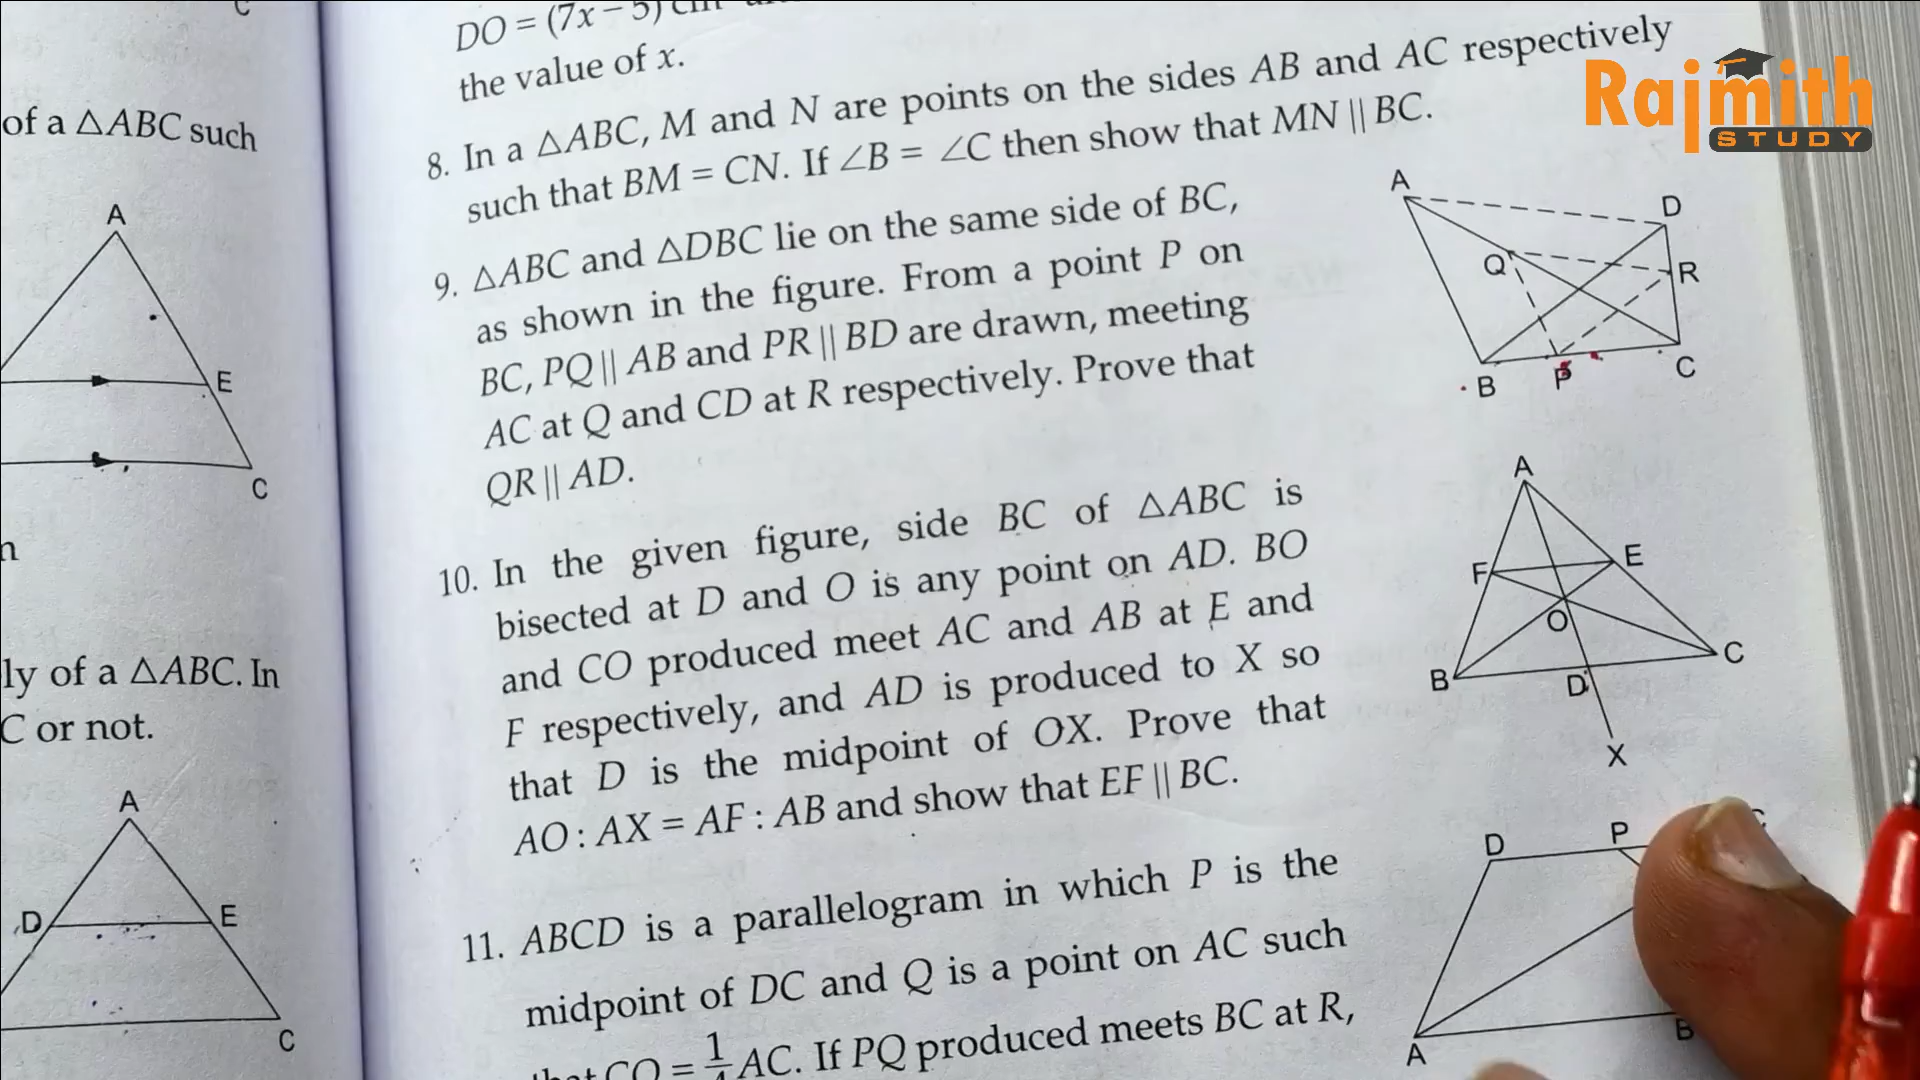 C
of a △ABC such
A
E
C
ly of a △ABC. In
C or not.
A
D
E
C
DO = (7x – 5) cm
the value of x.
8. In a △ABC, M and N are points on the sides AB and AC respectively
such that BM = CN. If ∠B = ∠C then show that MN || BC.
9. △ABC and △DBC lie on the same side of BC,
as shown in the figure. From a point P on
BC, PQ || AB and PR || BD are drawn, meeting
AC at Q and CD at R respectively. Prove that
QR || AD.
A
D
Q
R
B
P
C
10. In the given figure, side BC of △ABC is
bisected at D and O is any point on AD. BO
and CO produced meet AC and AB at E and
F respectively, and AD is produced to X so
that D is the midpoint of OX. Prove that
AO : AX = AF : AB and show that EF || BC.
A
F
E
O
B
D
C
X
11. ABCD is a parallelogram in which P is the
midpoint of DC and Q is a point on AC such
that CQ = 1/4 AC. If PQ produced meets BC at R,
D
P
A
B
Rajmith
STUDY